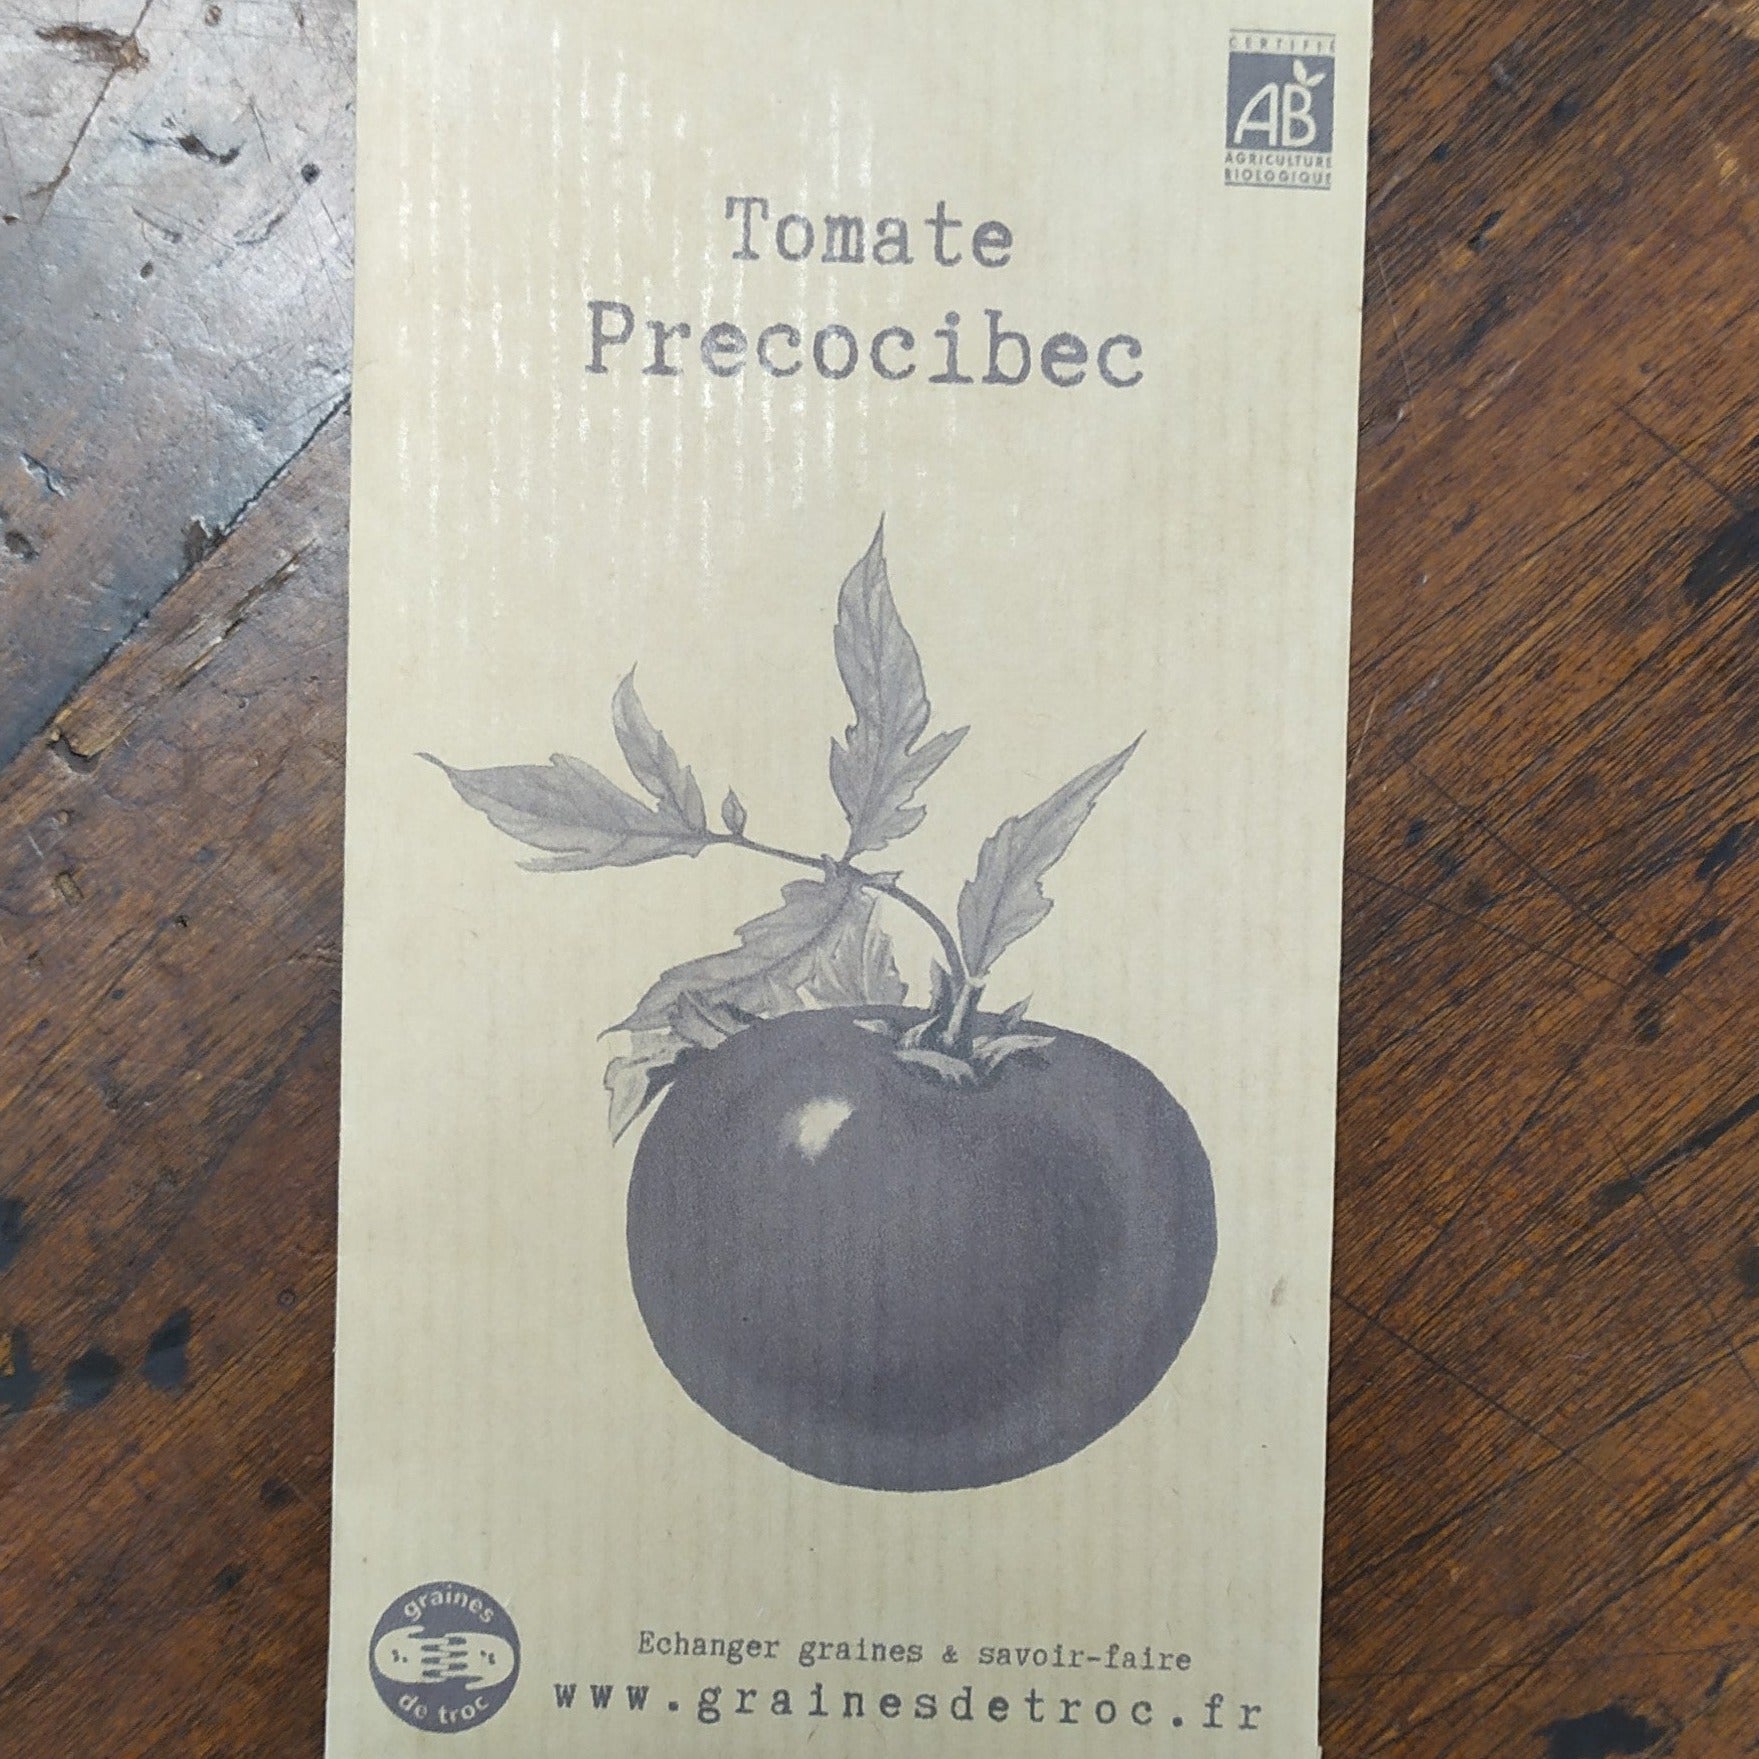 CERTIFIÉ
AB
AGRICULTURE
BIOLOGIQUE
Tomate
Precocibec
graines
de troc
Echanger graines & savoir-faire
www.grainesdetroc.fr